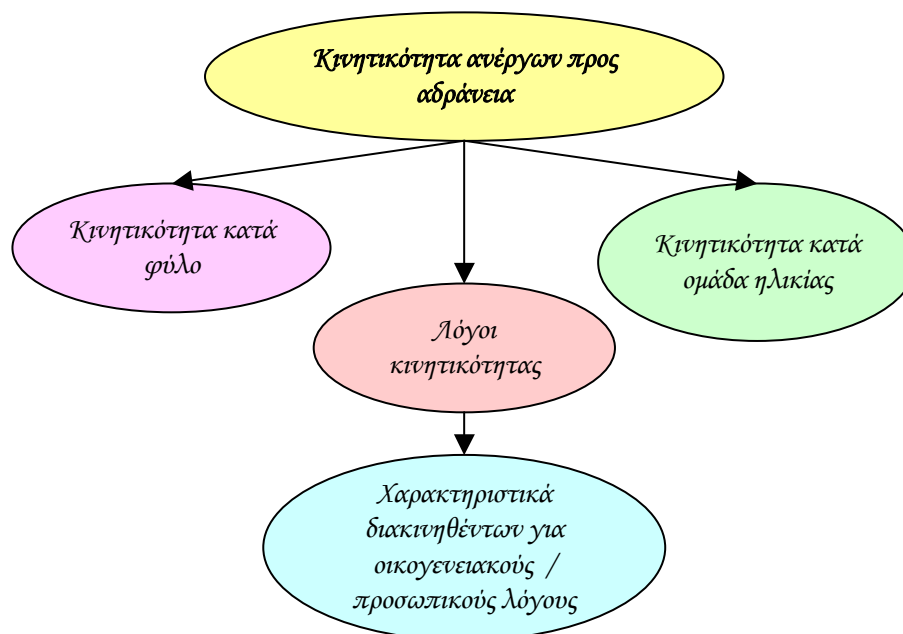 Κινητικότητα ανέργων προς
αδράνεια
Κινητικότητα κατά
φύλο
Κινητικότητα κατά
ομάδα ηλικίας
Λόγοι
κινητικότητας
Χαρακτηριστικά
διακινηθέντων για
οικογενειακούς /
προσωπικούς λόγους